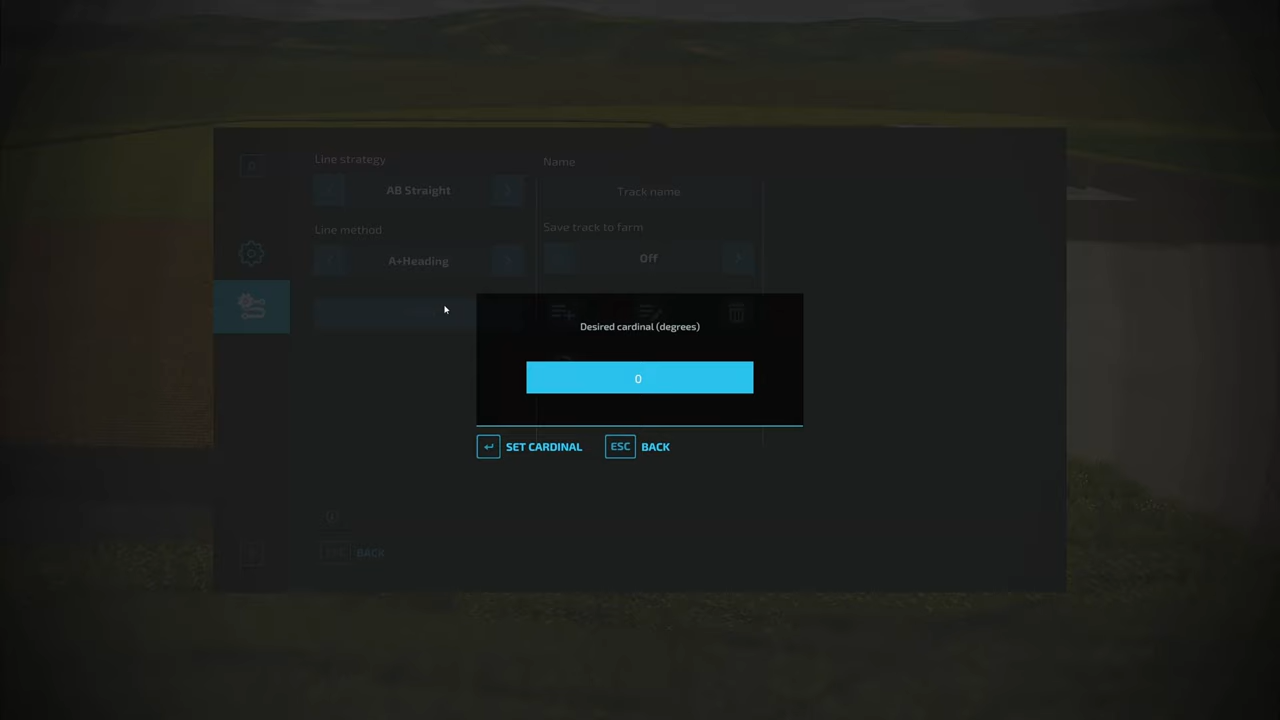 Line strategy
Name
AB Straight
Track name
Line method
Save track to farm
A+Heading
Off
Desired cardinal (degrees)
0
SET CARDINAL
ESC BACK
BACK